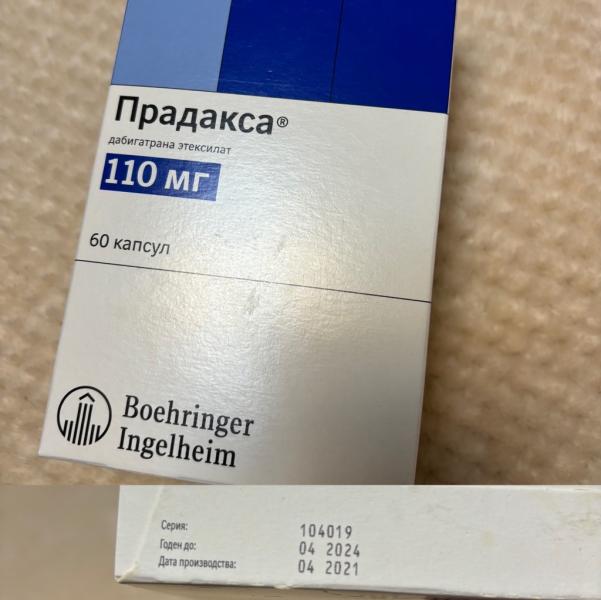 Прадакса®
дабигатрана этексилат
110 мг
60 капсул
Boehringer
Ingelheim
Серия: 104019
Годен до: 04 2024
Дата производства: 04 2021